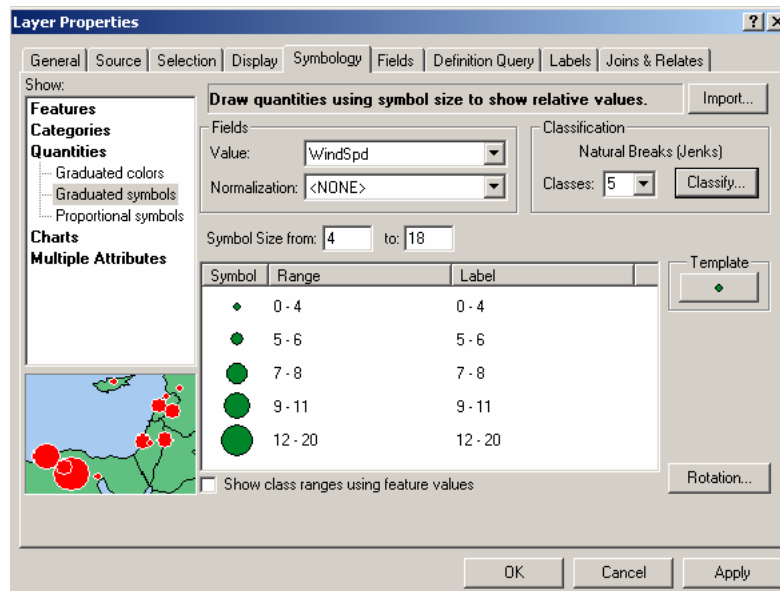 Layer Properties
General Source Selection Display Symbology Fields Definition Query Labels Joins & Relates
Show:
Features
Categories
Quantities
Graduated colors
Graduated symbols
Proportional symbols
Charts
Multiple Attributes
Draw quantities using symbol size to show relative values.
Import...
Fields
Value: WindSpd
Normalization: <NONE>
Classification
Natural Breaks (Jenks)
Classes: 5 Classify...
Symbol Size from: 4 to: 18
Symbol Range Label
0 - 4 0 - 4
5 - 6 5 - 6
7 - 8 7 - 8
9 - 11 9 - 11
12 - 20 12 - 20
Template
Show class ranges using feature values
Rotation...
OK Cancel Apply